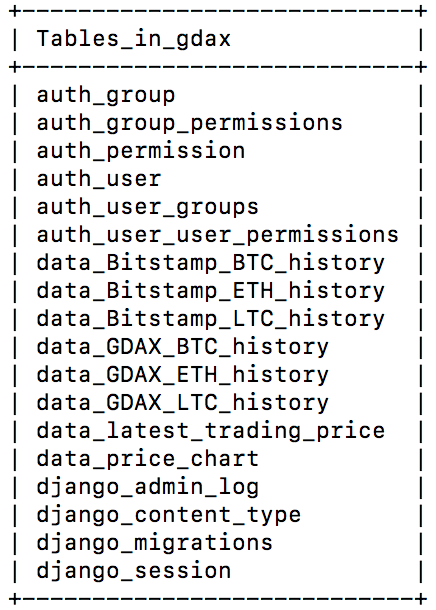 +----------------------------+
| Tables_in_gdax             |
+----------------------------+
| auth_group                 |
| auth_group_permissions     |
| auth_permission            |
| auth_user                  |
| auth_user_groups           |
| auth_user_user_permissions |
| data_Bitstamp_BTC_history  |
| data_Bitstamp_ETH_history  |
| data_Bitstamp_LTC_history  |
| data_GDAX_BTC_history      |
| data_GDAX_ETH_history      |
| data_GDAX_LTC_history      |
| data_latest_trading_price  |
| data_price_chart           |
| django_admin_log           |
| django_content_type        |
| django_migrations          |
| django_session             |
+----------------------------+